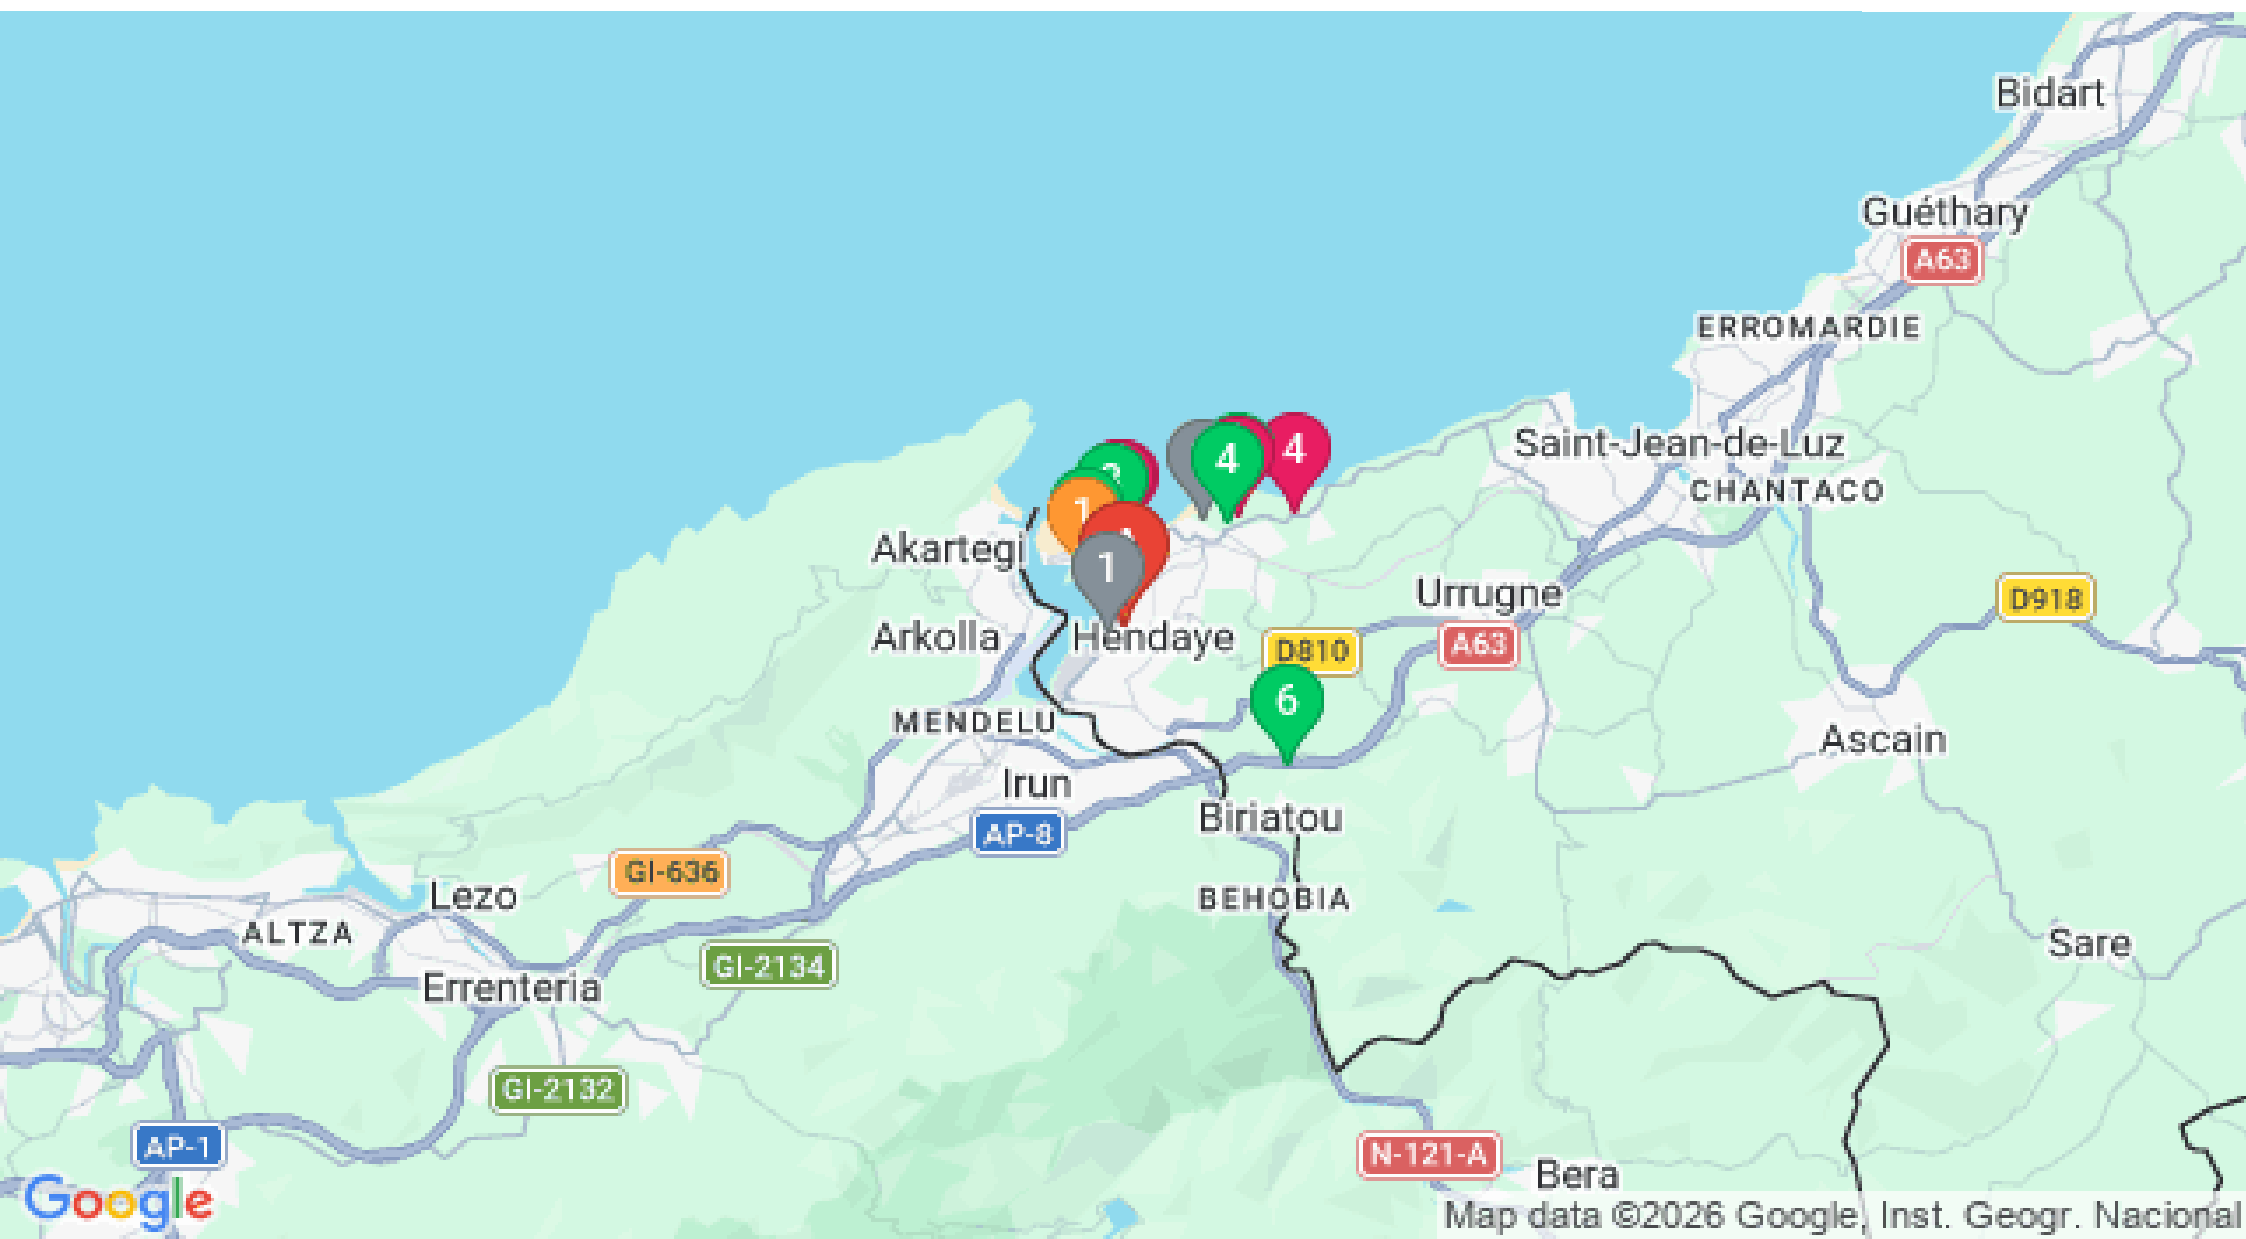 Bidart
Guéthary
A63
ERROMARDIE
4
4
Saint-Jean-de-Luz
CHANTACO
1
Akartegi
1
Urrugne
D918
Arkolla
Hendaye
D810
A63
6
MENDELU
Ascain
Irun
Biriatou
AP-8
GI-636
Lezo
BEHOBIA
ALTZA
Sare
GI-2134
Errenteria
GI-2132
AP-1
N-121-A
Bera
Google
Map data ©2026 Google, Inst. Geogr. Nacional